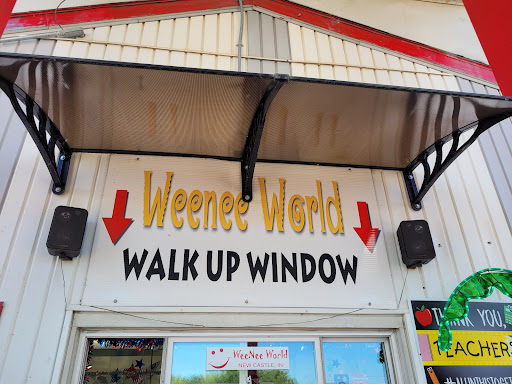 Weenee World
WALK UP WINDOW
WeeNee World
NEW CASTLE, IN
THANK YOU,
TEACHERS